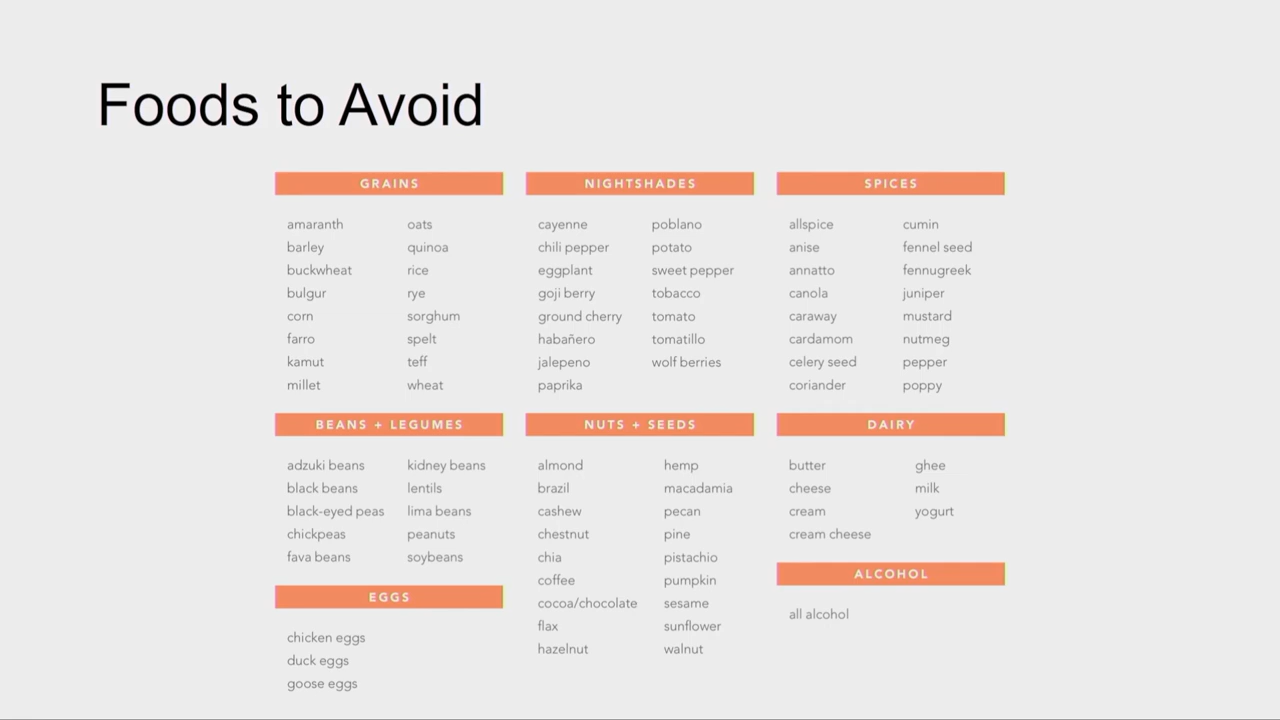 Foods to Avoid
GRAINS
amaranth oats
barley quinoa
buckwheat rice
bulgur rye
corn sorghum
farro spelt
kamut teff
millet wheat
NIGHTSHADES
cayenne poblano
chili pepper potato
eggplant sweet pepper
goji berry tobacco
ground cherry tomato
habañero tomatillo
jalepeno wolf berries
paprika
SPICES
allspice cumin
anise fennel seed
annatto fennugreek
canola juniper
caraway mustard
cardamom nutmeg
celery seed pepper
coriander poppy
BEANS + LEGUMES
adzuki beans kidney beans
black beans lentils
black-eyed peas lima beans
chickpeas peanuts
fava beans soybeans
EGGS
chicken eggs
duck eggs
goose eggs
NUTS + SEEDS
almond hemp
brazil macadamia
cashew pecan
chestnut pine
chia pistachio
coffee pumpkin
cocoa/chocolate sesame
flax sunflower
hazelnut walnut
DAIRY
butter ghee
cheese milk
cream yogurt
cream cheese
ALCOHOL
all alcohol